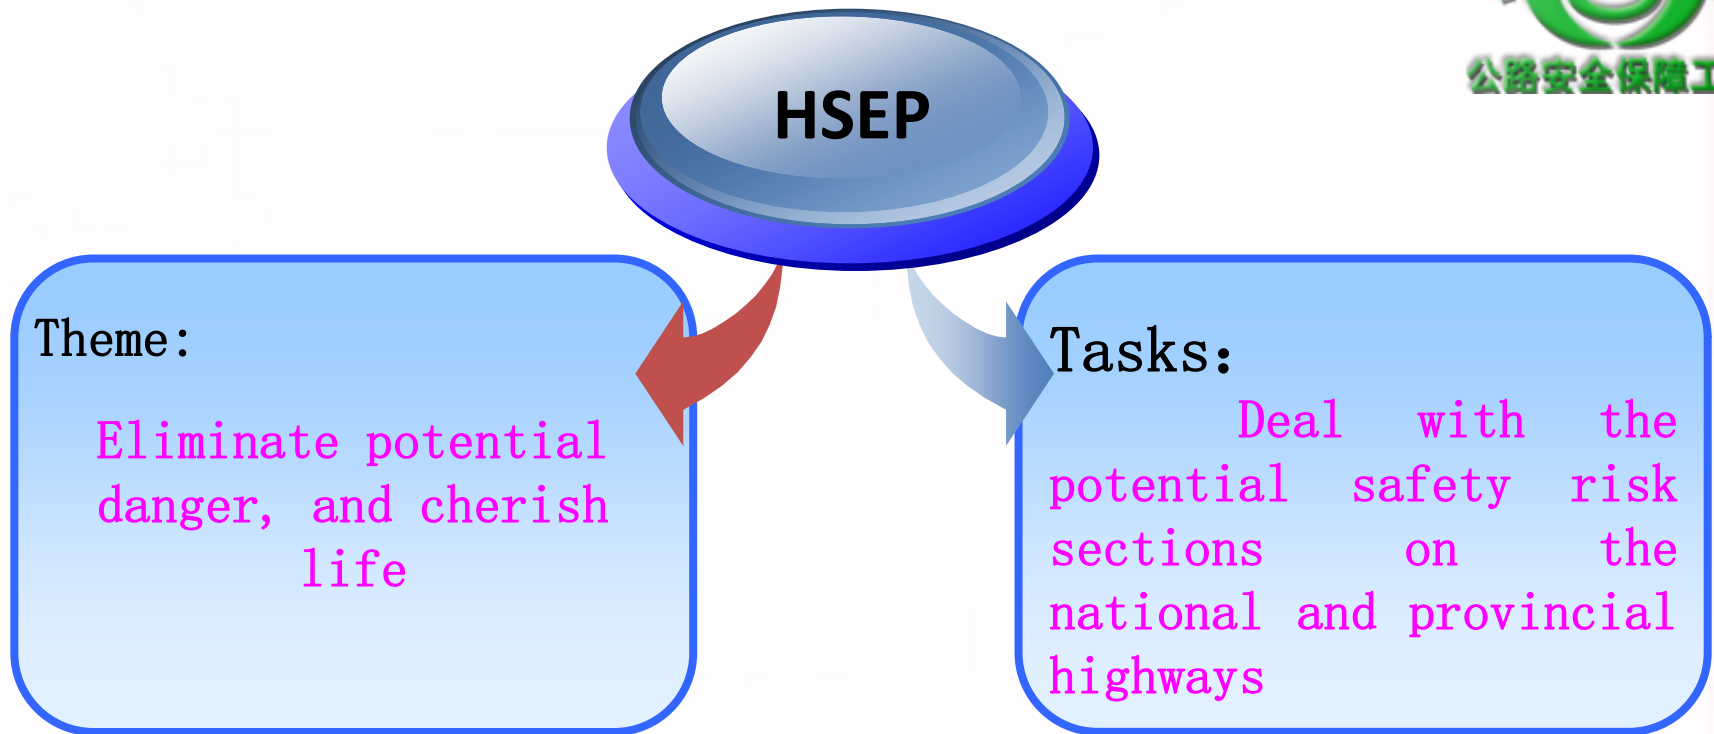 HSEP
公路安全保障工
Theme:
Eliminate potential
danger, and cherish
life
Tasks：
Deal with the
potential safety risk
sections on the
national and provincial
highways